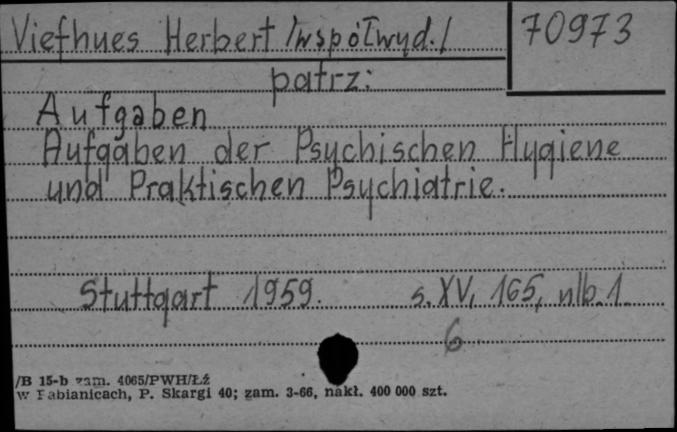 Viefhues Herbert /współwyd./
70973
patrz:
Aufgaben
Aufgaben der Psychischen Hygiene
und Praktischen Psychiatrie.
Stuttgart 1959. s. XV, 165, nlb. 1.
6
/B 15-b zam. 4065/PWH/Łź
w Pabianicach, P. Skargi 40; zam. 3-66, nakł. 400 000 szt.